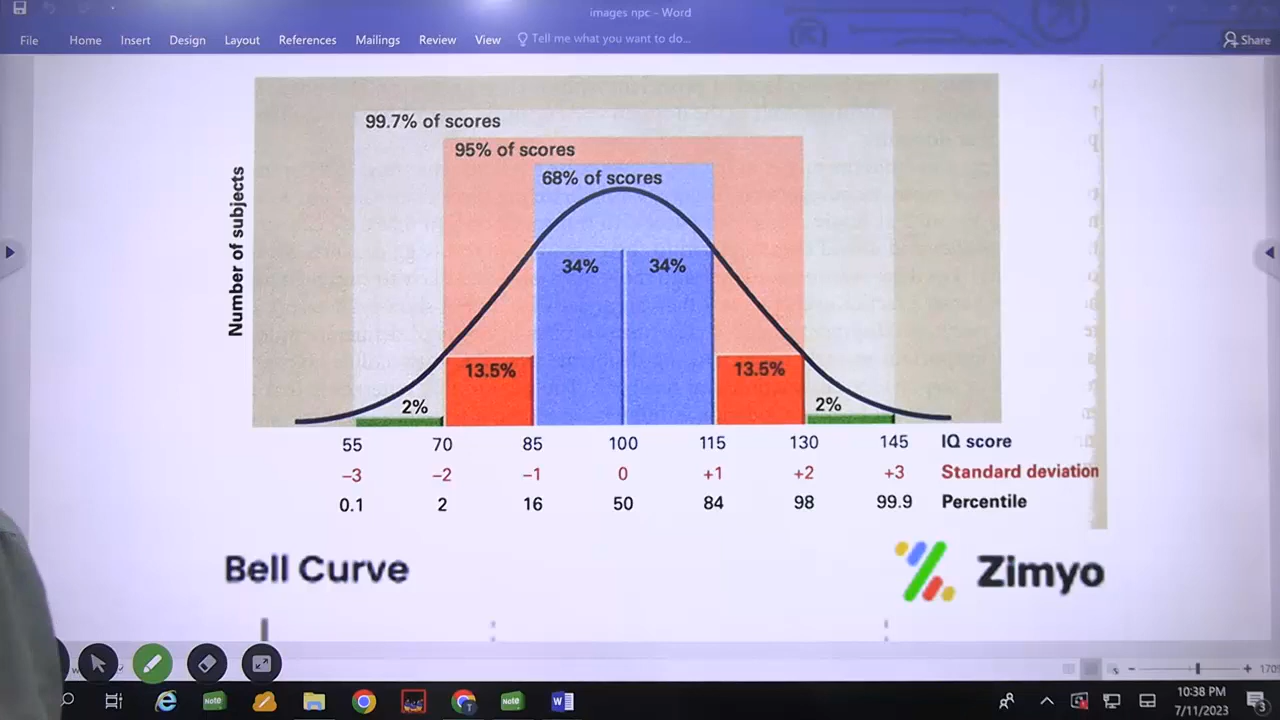 images npc - Word
File Home Insert Design Layout References Mailings Review View Tell me what you want to do... Share
99.7% of scores
95% of scores
68% of scores
Number of subjects
34% 34%
13.5% 13.5%
2% 2%
55 70 85 100 115 130 145 IQ score
–3 –2 –1 0 +1 +2 +3 Standard deviation
0.1 2 16 50 84 98 99.9 Percentile
Bell Curve
Zimyo
Note Note
10:38 PM
7/11/2023
3